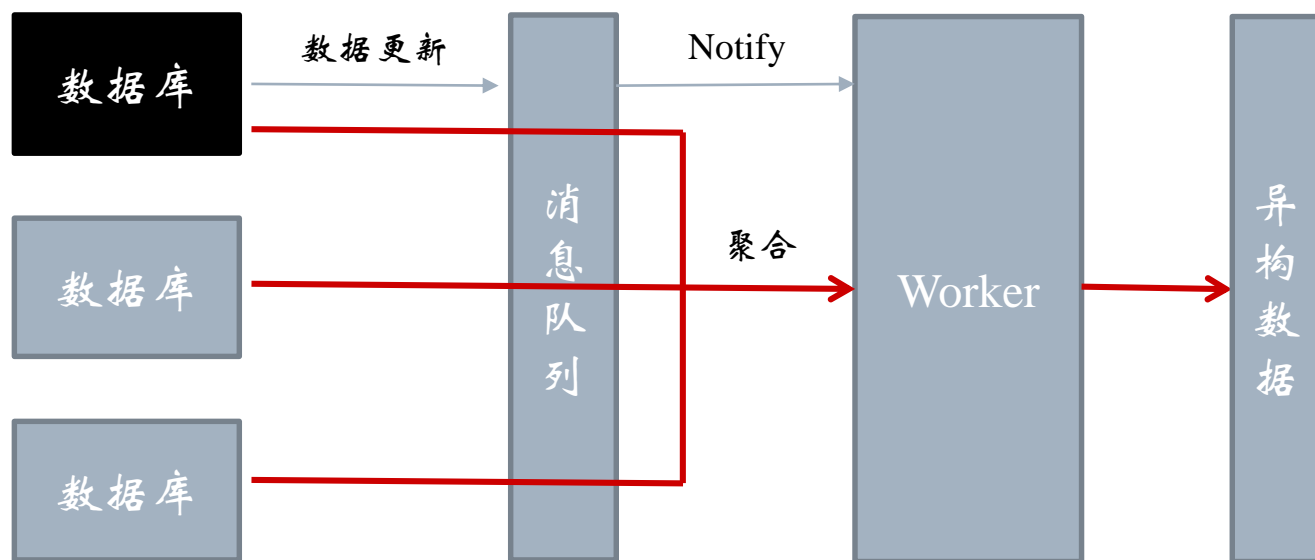 数据库
数据更新
Notify
数据库
数据库
消息队列
聚合
Worker
异构数据